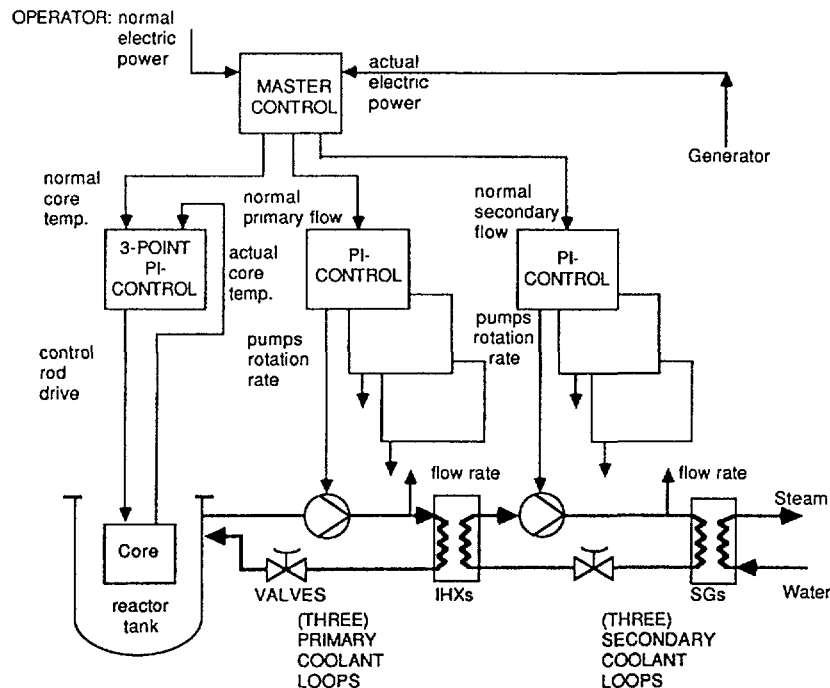 OPERATOR: normal
electric
power
MASTER
CONTROL
actual
electric
power
Generator
normal
core
temp.
normal
primary flow
normal
secondary
flow
3-POINT
PI-
CONTROL
actual
core
temp.
PI-
CONTROL
PI-
CONTROL
control
rod
drive
pumps
rotation
rate
pumps
rotation
rate
flow rate
flow rate
Steam
Core
reactor
tank
VALVES
IHXs
SGs
Water
(THREE)
PRIMARY
COOLANT
LOOPS
(THREE)
SECONDARY
COOLANT
LOOPS